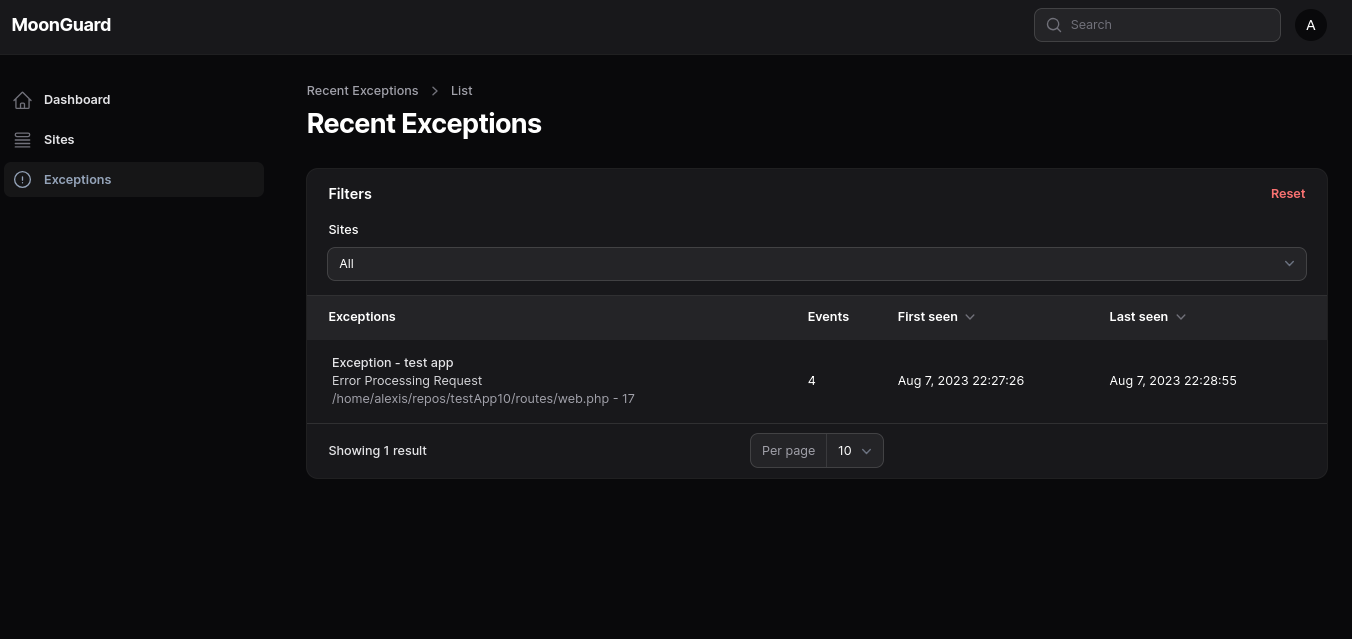 MoonGuard
Search
A
Dashboard
Sites
Exceptions
Recent Exceptions
List
Recent Exceptions
Filters
Reset
Sites
All
Exceptions Events First seen Last seen
Exception - test app
Error Processing Request
/home/alexis/repos/testApp10/routes/web.php - 17
4
Aug 7, 2023 22:27:26
Aug 7, 2023 22:28:55
Showing 1 result
Per page 10